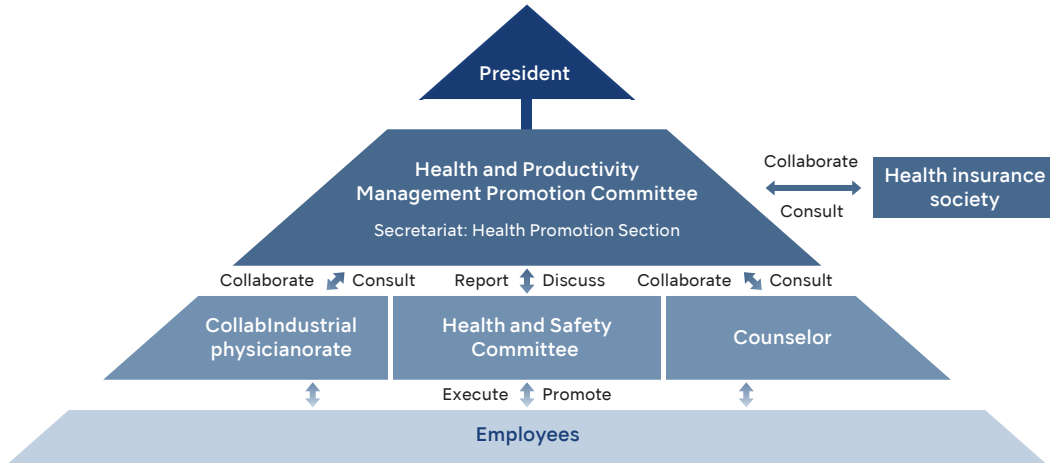 President
Health and Productivity
Management Promotion Committee
Secretariat: Health Promotion Section
Collaborate
Consult
Health insurance
society
Collaborate Consult
Report Discuss
Collaborate Consult
CollabIndustrial
physicianorate
Health and Safety
Committee
Counselor
Execute Promote
Employees